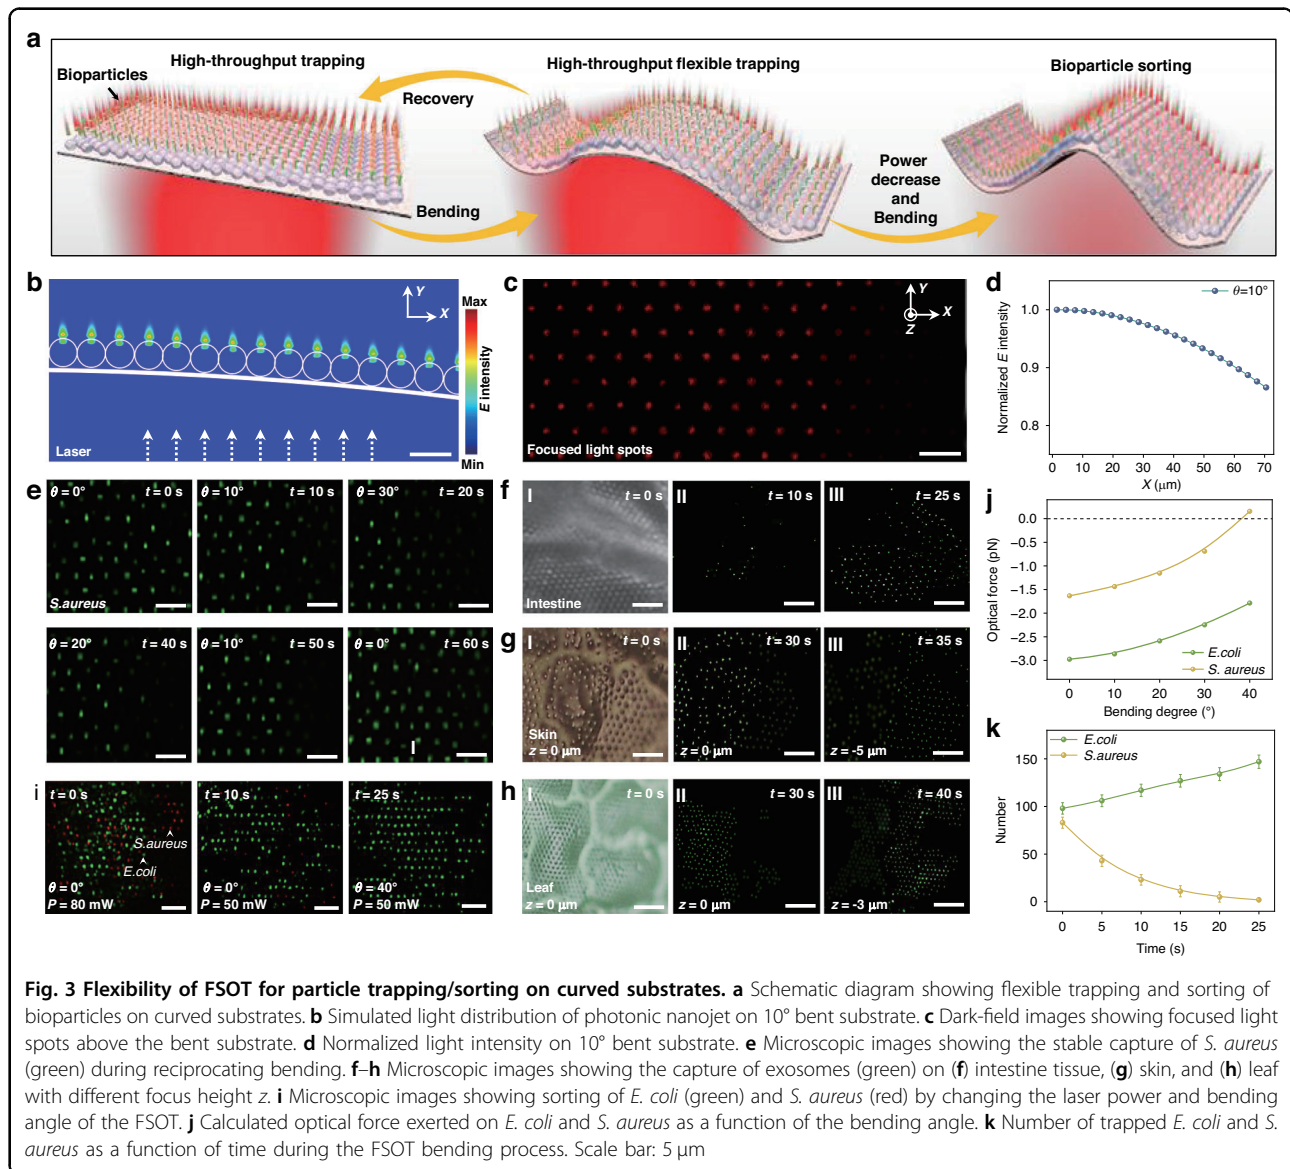 a
High-throughput trapping
High-throughput flexible trapping
Bioparticle sorting
Bioparticles
Recovery
Bending
Power
decrease
and
Bending
b
Y
X
Laser
Max
E intensity
Min
c
Y
X
Z
Focused light spots
d
θ=10°
Normalized E intensity
1.0
0.9
0.8
0 10 20 30 40 50 60 70
X (μm)
e
θ = 0° t = 0 s
S.aureus
θ = 10° t = 10 s
θ = 30° t = 20 s
θ = 20° t = 40 s
θ = 10° t = 50 s
θ = 0° t = 60 s
I
f
I t = 0 s
Intestine
II t = 10 s
III t = 25 s
g
I t = 0 s
Skin
z = 0 μm
II t = 30 s
z = 0 μm
III t = 35 s
z = -5 μm
h
I t = 0 s
Leaf
z = 0 μm
II t = 30 s
z = 0 μm
III t = 40 s
z = -3 μm
i
t = 0 s
S.aureus
E.coli
θ = 0°
P = 80 mW
t = 10 s
θ = 0°
P = 50 mW
t = 25 s
θ = 40°
P = 50 mW
j
Optical force (pN)
0.0
−0.5
−1.0
−1.5
−2.0
−2.5
−3.0
E.coli
S. aureus
0 10 20 30 40
Bending degree (°)
k
E.coli
S.aureus
Number
150
100
50
0
0 5 10 15 20 25
Time (s)
Fig. 3 Flexibility of FSOT for particle trapping/sorting on curved substrates. a Schematic diagram showing flexible trapping and sorting of
bioparticles on curved substrates. b Simulated light distribution of photonic nanojet on 10° bent substrate. c Dark-field images showing focused light
spots above the bent substrate. d Normalized light intensity on 10° bent substrate. e Microscopic images showing the stable capture of S. aureus
(green) during reciprocating bending. f–h Microscopic images showing the capture of exosomes (green) on (f) intestine tissue, (g) skin, and (h) leaf
with different focus height z. i Microscopic images showing sorting of E. coli (green) and S. aureus (red) by changing the laser power and bending
angle of the FSOT. j Calculated optical force exerted on E. coli and S. aureus as a function of the bending angle. k Number of trapped E. coli and S.
aureus as a function of time during the FSOT bending process. Scale bar: 5 μm